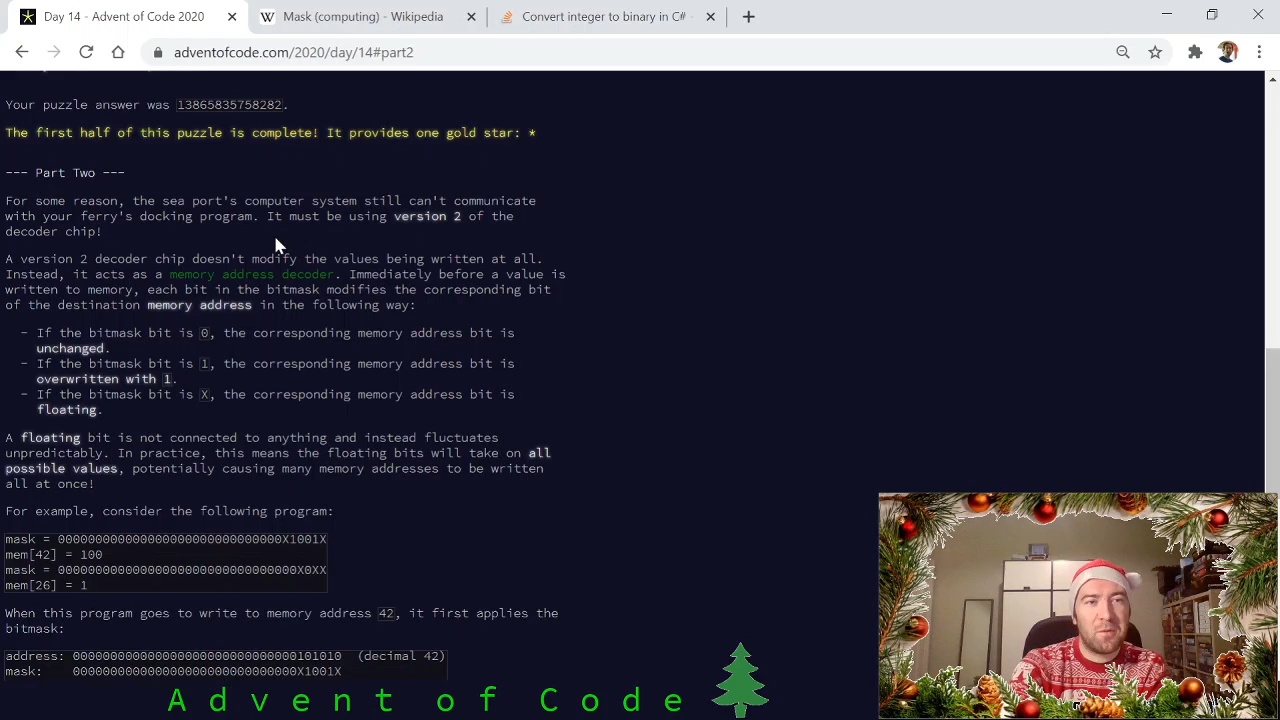 Day 14 - Advent of Code 2020
Mask (computing) - Wikipedia
Convert integer to binary in C# -
adventofcode.com/2020/day/14#part2
Your puzzle answer was 13865835758282.
The first half of this puzzle is complete! It provides one gold star: *
--- Part Two ---
For some reason, the sea port's computer system still can't communicate
with your ferry's docking program. It must be using version 2 of the
decoder chip!
A version 2 decoder chip doesn't modify the values being written at all.
Instead, it acts as a memory address decoder. Immediately before a value is
written to memory, each bit in the bitmask modifies the corresponding bit
of the destination memory address in the following way:
- If the bitmask bit is 0, the corresponding memory address bit is
unchanged.
- If the bitmask bit is 1, the corresponding memory address bit is
overwritten with 1.
- If the bitmask bit is X, the corresponding memory address bit is
floating.
A floating bit is not connected to anything and instead fluctuates
unpredictably. In practice, this means the floating bits will take on all
possible values, potentially causing many memory addresses to be written
all at once!
For example, consider the following program:
mask = 000000000000000000000000000000X1001X
mem[42] = 100
mask = 00000000000000000000000000000000X0XX
mem[26] = 1
When this program goes to write to memory address 42, it first applies the
bitmask:
address: 000000000000000000000000000000101010 (decimal 42)
mask: 000000000000000000000000000000X1001X
Advent of Code